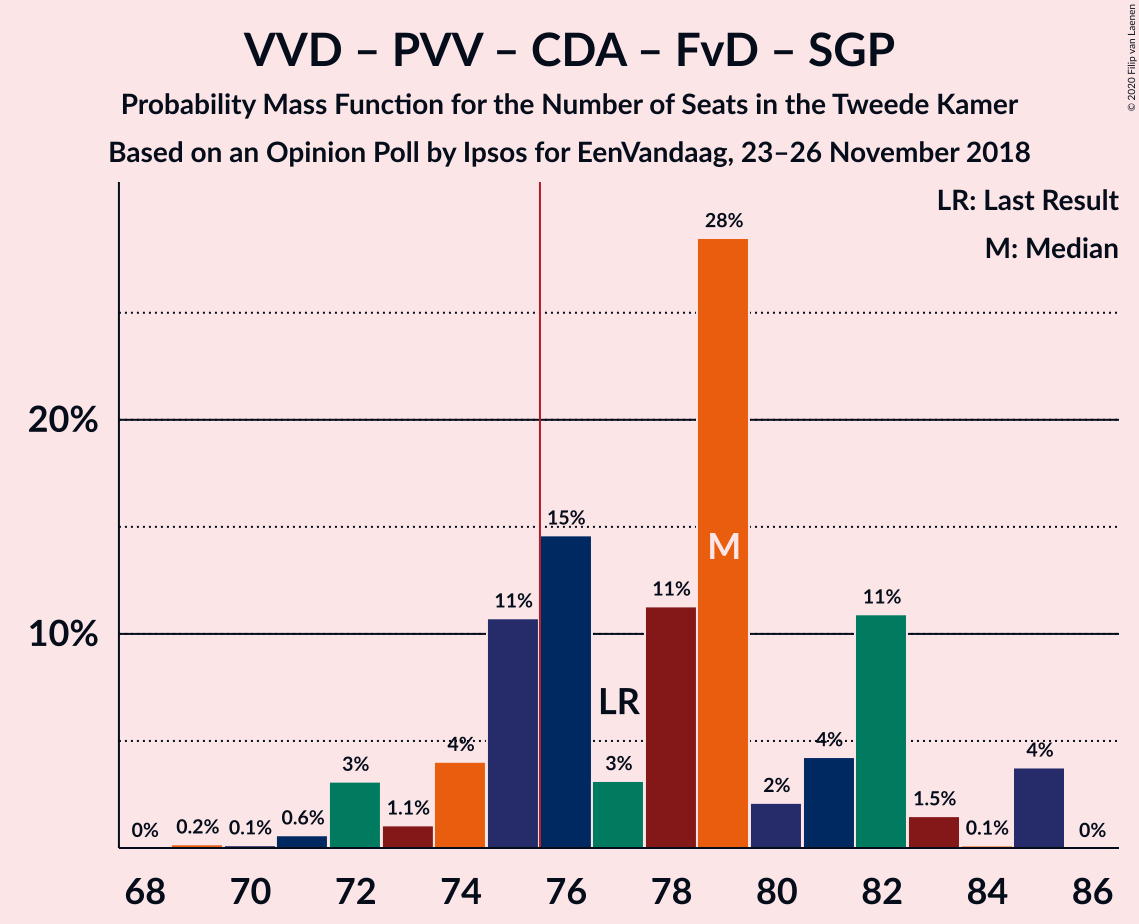 © 2020 Filip van Laenen
VVD – PVV – CDA – FvD – SGP
Probability Mass Function for the Number of Seats in the Tweede Kamer
Based on an Opinion Poll by Ipsos for EenVandaag, 23–26 November 2018
LR: Last Result
M: Median
20%
10%
0%
0.2%
0.1%
0.6%
3%
1.1%
4%
11%
15%
3%
11%
28%
2%
4%
11%
1.5%
0.1%
4%
0%
LR
M
68 70 72 74 76 78 80 82 84 86